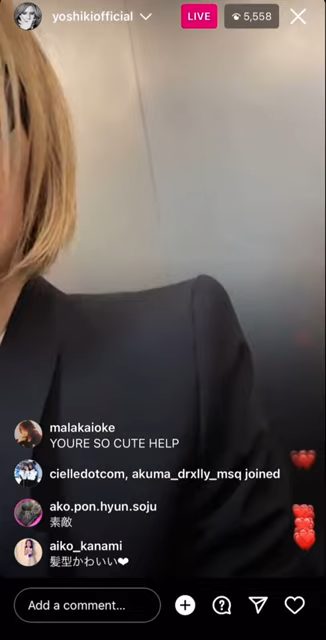 yoshikiofficial
LIVE
5,558
malakaioke
YOURE SO CUTE HELP
cielledotcom, akuma_drxlly_msq joined
ako.pon.hyun.soju
素敵
aiko_kanami
髪型かわいい❤
Add a comment...